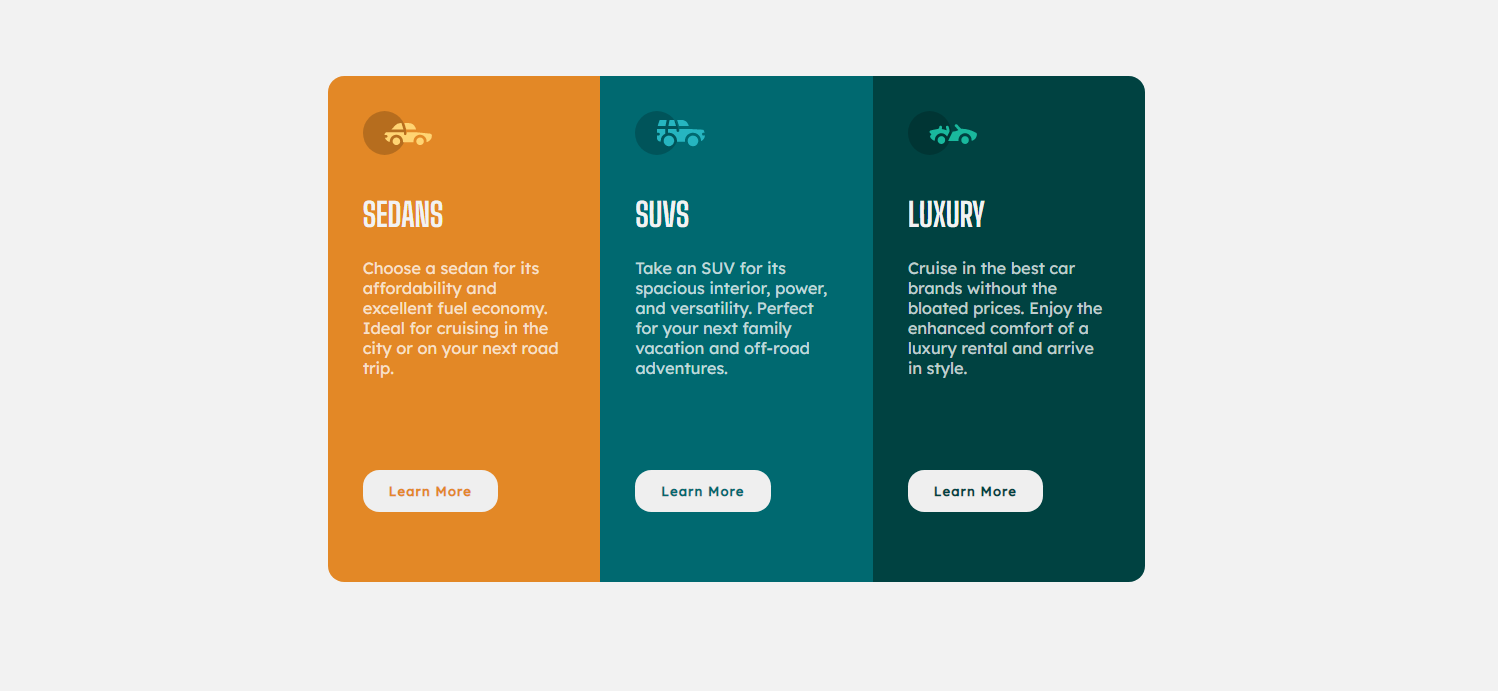 SEDANS
Choose a sedan for its
affordability and
excellent fuel economy.
Ideal for cruising in the
city or on your next road
trip.
Learn More
SUVS
Take an SUV for its
spacious interior, power,
and versatility. Perfect
for your next family
vacation and off-road
adventures.
Learn More
LUXURY
Cruise in the best car
brands without the
bloated prices. Enjoy the
enhanced comfort of a
luxury rental and arrive
in style.
Learn More